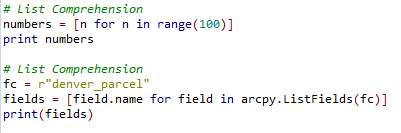 # List Comprehension
numbers = [n for n in range(100)]
print numbers
# List Comprehension
fc = r"denver_parcel"
fields = [field.name for field in arcpy.ListFields(fc)]
print(fields)